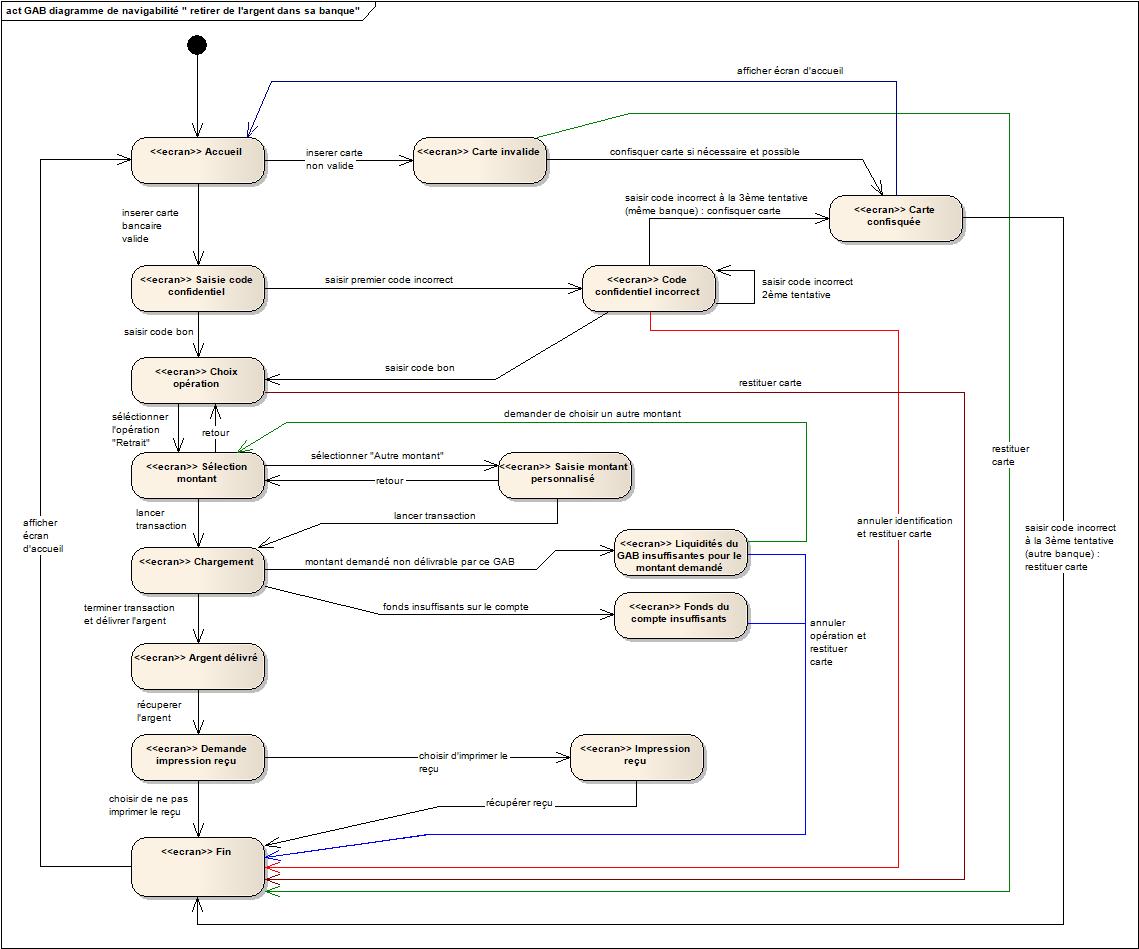 act GAB diagramme de navigabilité " retirer de l'argent dans sa banque"
afficher écran d'accueil
<<ecran>> Accueil
inserer carte
non valide
<<ecran>> Carte invalide
confisquer carte si nécessaire et possible
inserer carte
bancaire
valide
saisir code incorrect à la 3ème tentative
(même banque) : confisquer carte
<<ecran>> Carte
confisquée
<<ecran>> Saisie code
confidentiel
saisir premier code incorrect
<<ecran>> Code
confidentiel incorrect
saisir code incorrect
2ème tentative
saisir code bon
<<ecran>> Choix
opération
saisir code bon
restituer carte
séléctionner
l'opération
"Retrait"
retour
demander de choisir un autre montant
<<ecran>> Sélection
montant
sélectionner "Autre montant"
retour
<<ecran>> Saisie montant
personnalisé
restituer
carte
lancer
transaction
lancer transaction
afficher
écran
d'accueil
annuler identification
et restituer carte
saisir code incorrect
à la 3ème tentative
(autre banque) :
restituer carte
<<ecran>> Chargement
montant demandé non délivrable par ce GAB
<<ecran>> Liquidités du
GAB insuffisantes pour le
montant demandé
terminer transaction
et délivrer l'argent
fonds insuffisants sur le compte
<<ecran>> Fonds du
compte insuffisants
annuler
opération et
restituer
carte
<<ecran>> Argent délivré
récuperer
l'argent
<<ecran>> Demande
impression reçu
choisir d'imprimer le
reçu
<<ecran>> Impression
reçu
choisir de ne pas
imprimer le reçu
récupérer reçu
<<ecran>> Fin